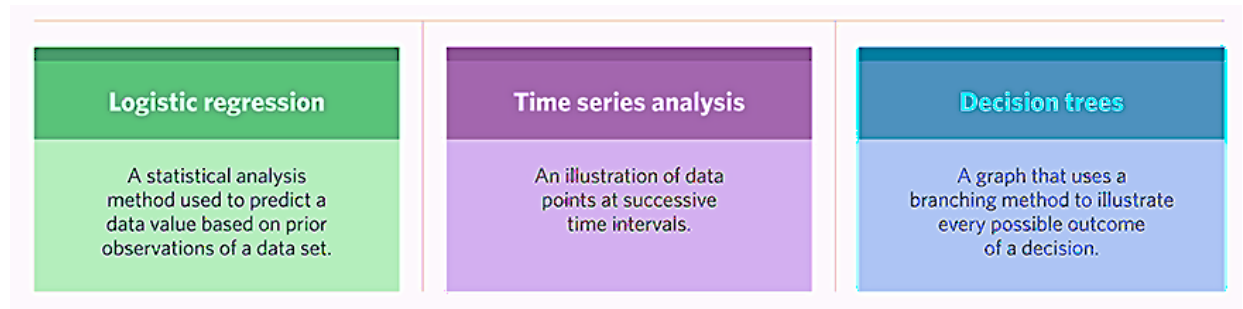 Logistic regression
A statistical analysis
method used to predict a
data value based on prior
observations of a data set.
Time series analysis
An illustration of data
points at successive
time intervals.
Decision trees
A graph that uses a
branching method to illustrate
every possible outcome
of a decision.